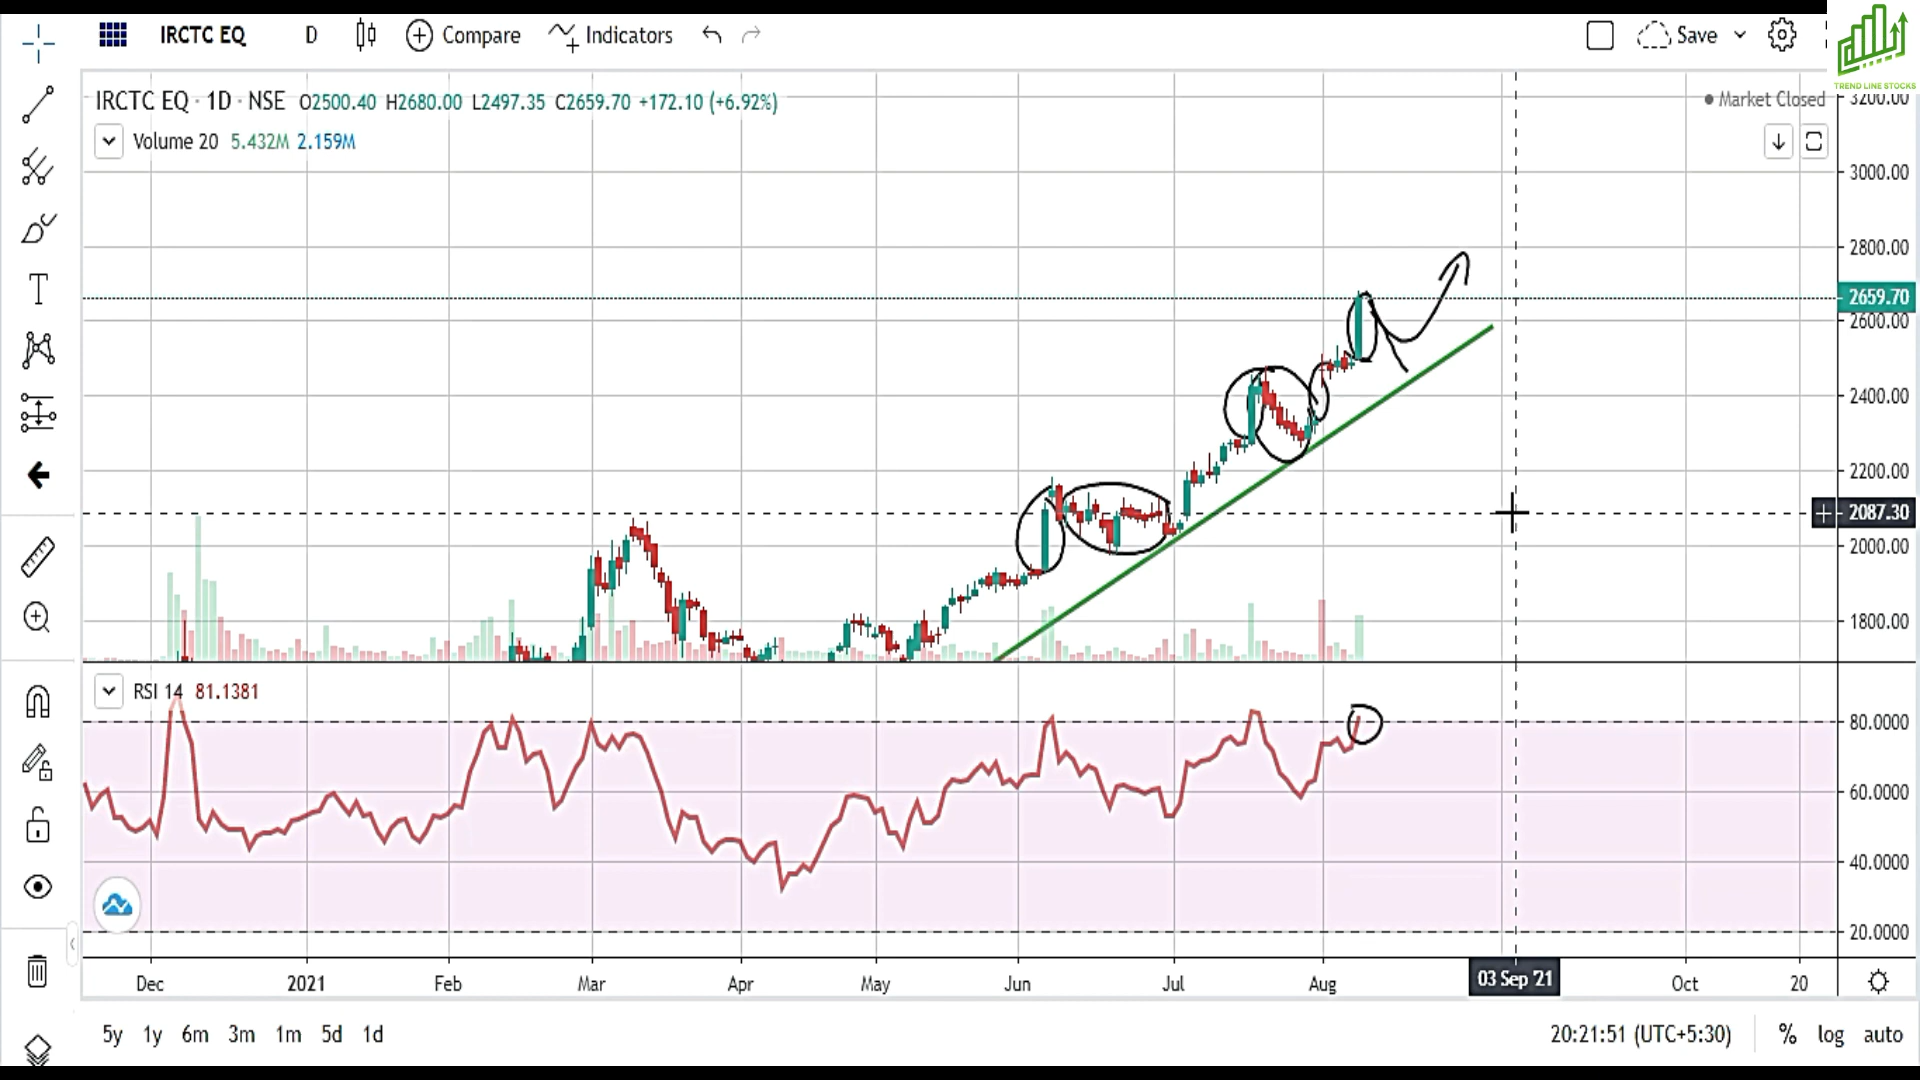 IRCTC EQ D Compare Indicators Save
TREND LINE STOCKS
IRCTC EQ · 1D · NSE O2500.40 H2680.00 L2497.35 C2659.70 +172.10 (+6.92%)
Market Closed
Volume 20 5.432M 2.159M
3200.00
3000.00
2800.00
2659.70
2600.00
2400.00
2200.00
2087.30
2000.00
1800.00
RSI 14 81.1381
80.0000
60.0000
40.0000
20.0000
Dec 2021 Feb Mar Apr May Jun Jul Aug 03 Sep '21 Oct 20
5y 1y 6m 3m 1m 5d 1d 20:21:51 (UTC+5:30) % log auto